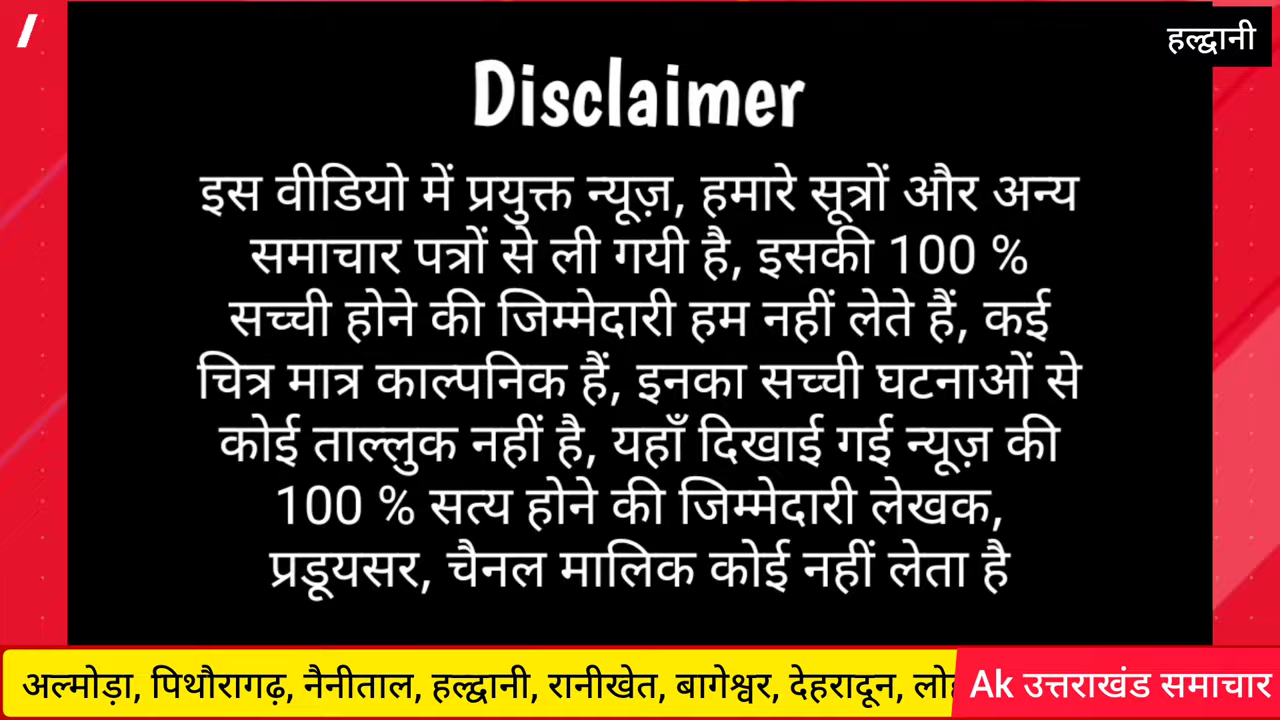 हल्द्वानी
Disclaimer
इस वीडियो में प्रयुक्त न्यूज़, हमारे सूत्रों और अन्य
समाचार पत्रों से ली गयी है, इसकी 100 %
सच्ची होने की जिम्मेदारी हम नहीं लेते हैं, कई
चित्र मात्र काल्पनिक हैं, इनका सच्ची घटनाओं से
कोई ताल्लुक नहीं है, यहाँ दिखाई गई न्यूज़ की
100 % सत्य होने की जिम्मेदारी लेखक,
प्रडूयसर, चैनल मालिक कोई नहीं लेता है
अल्मोड़ा, पिथौरागढ़, नैनीताल, हल्द्वानी, रानीखेत, बागेश्वर, देहरादून,
Ak उत्तराखंड समाचार